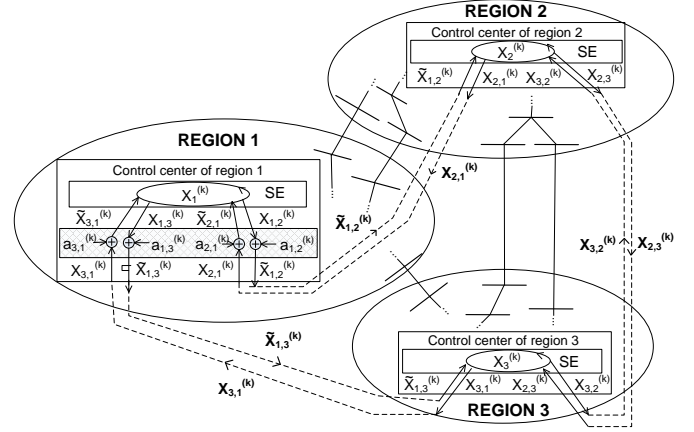 REGION 2
Control center of region 2
X₂⁽ᵏ⁾ SE
X̃₁,₂⁽ᵏ⁾ X₂,₁⁽ᵏ⁾ X₃,₂⁽ᵏ⁾ X₂,₃⁽ᵏ⁾
REGION 1
Control center of region 1
X₁⁽ᵏ⁾ SE
X̃₃,₁⁽ᵏ⁾ X₁,₃⁽ᵏ⁾ X̃₂,₁⁽ᵏ⁾ X₁,₂⁽ᵏ⁾
a₃,₁⁽ᵏ⁾ a₁,₃⁽ᵏ⁾ a₂,₁⁽ᵏ⁾ a₁,₂⁽ᵏ⁾
X₃,₁⁽ᵏ⁾ X̃₁,₃⁽ᵏ⁾ X₂,₁⁽ᵏ⁾ X̃₁,₂⁽ᵏ⁾
X₂,₁⁽ᵏ⁾
X̃₁,₂⁽ᵏ⁾
X₃,₂⁽ᵏ⁾ X₂,₃⁽ᵏ⁾
X̃₁,₃⁽ᵏ⁾
X₃,₁⁽ᵏ⁾
Control center of region 3
X₃⁽ᵏ⁾ SE
X̃₁,₃⁽ᵏ⁾ X₃,₁⁽ᵏ⁾ X₂,₃⁽ᵏ⁾ X₃,₂⁽ᵏ⁾
REGION 3